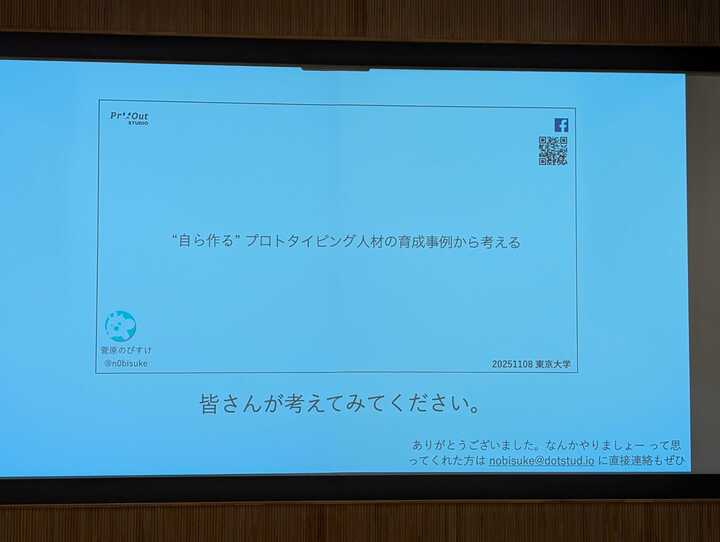 STUDIO
“自ら作る” プロトタイピング人材の育成事例から考える
菅原のびすけ
@n0bisuke
20251108 東京大学
皆さんが考えてみてください。
ありがとうございました。なんかやりましょー って思
ってくれた方は nobisuke@dotstud.io に直接連絡もぜひ